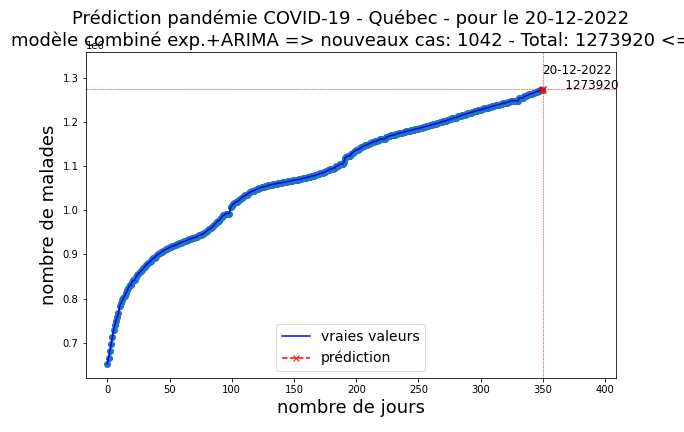 Prédiction pandémie COVID-19 - Québec - pour le 20-12-2022
modèle combiné exp.+ARIMA => nouveaux cas: 1042 - Total: 1273920 <=
1e6
20-12-2022
1273920
1.3
1.2
1.1
1.0
0.9
0.8
0.7
nombre de malades
vraies valeurs
prédiction
0 50 100 150 200 250 300 350 400
nombre de jours